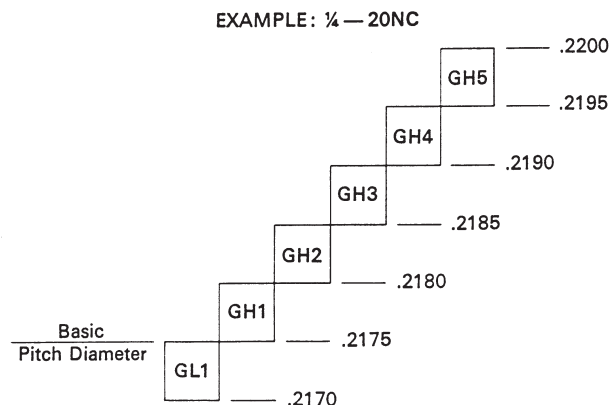 EXAMPLE: ¼ — 20NC
.2200
GH5
.2195
GH4
.2190
GH3
.2185
GH2
.2180
GH1
Basic
.2175
Pitch Diameter
GL1
.2170